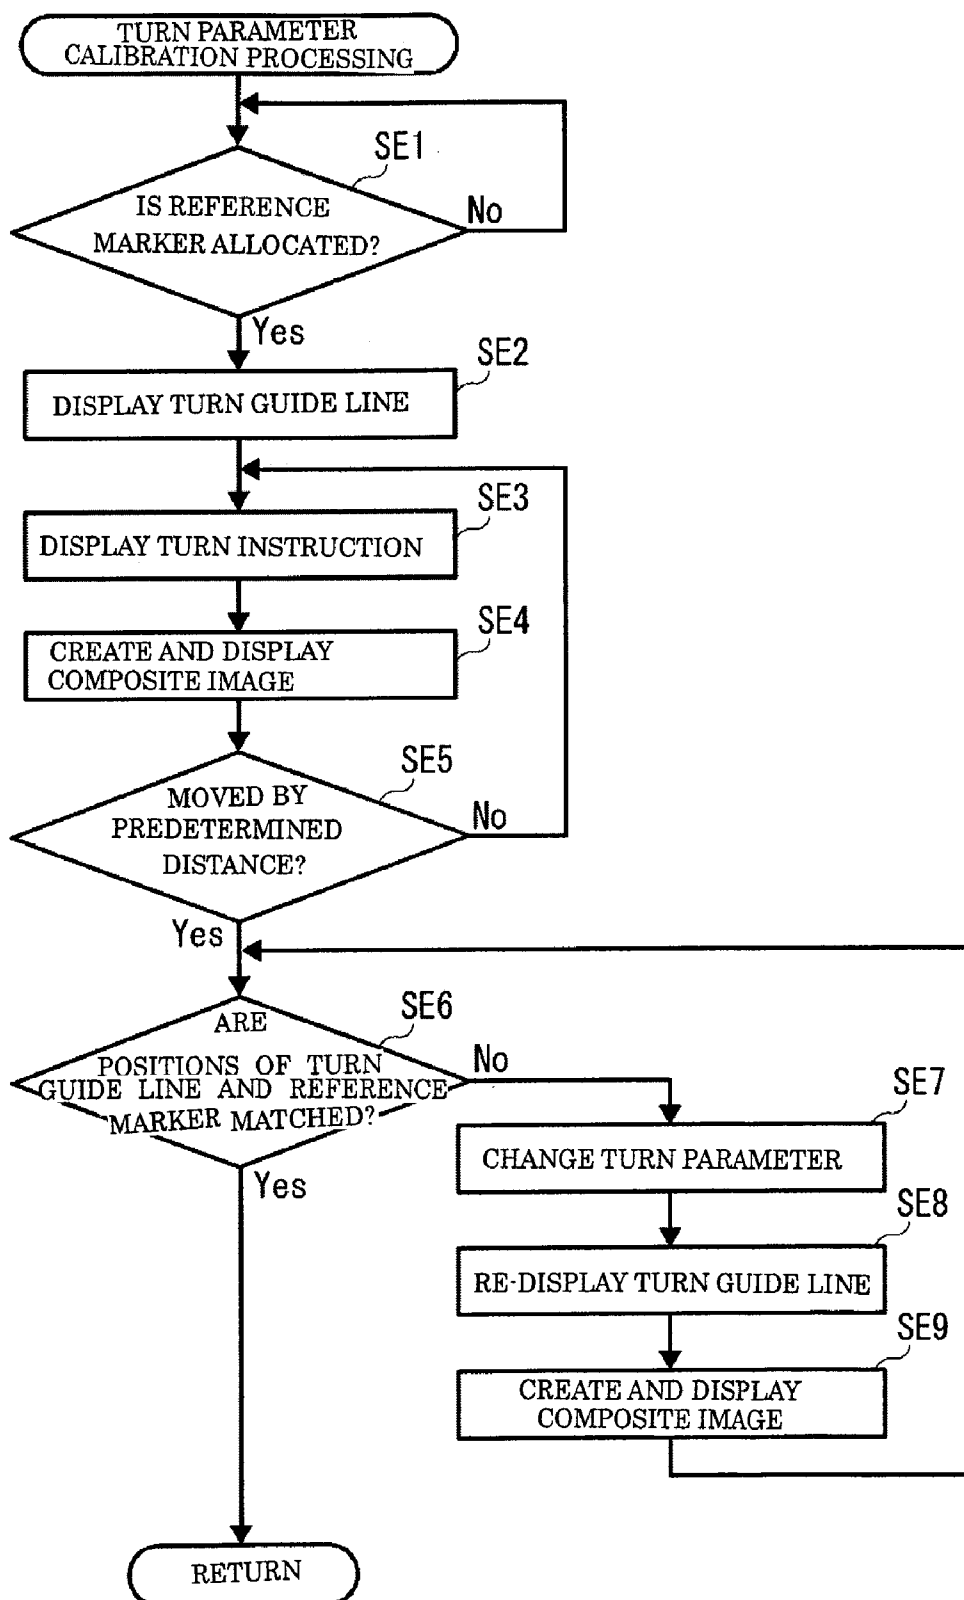 TURN PARAMETER
CALIBRATION PROCESSING
SE1
IS REFERENCE
MARKER ALLOCATED?
No
Yes
SE2
DISPLAY TURN GUIDE LINE
SE3
DISPLAY TURN INSTRUCTION
SE4
CREATE AND DISPLAY
COMPOSITE IMAGE
SE5
MOVED BY
PREDETERMINED
DISTANCE?
No
Yes
SE6
ARE
POSITIONS OF TURN
GUIDE LINE AND REFERENCE
MARKER MATCHED?
No
Yes
SE7
CHANGE TURN PARAMETER
SE8
RE-DISPLAY TURN GUIDE LINE
SE9
CREATE AND DISPLAY
COMPOSITE IMAGE
RETURN